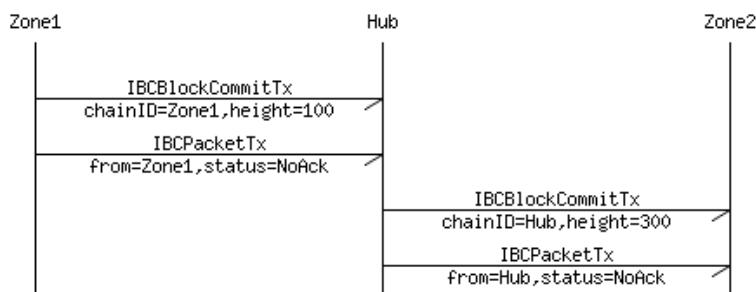 Zone1 Hub Zone2
IBCBlockCommitTx
chainID=Zone1,height=100
IBCPacketTx
from=Zone1,status=NoAck
IBCBlockCommitTx
chainID=Hub,height=300
IBCPacketTx
from=Hub,status=NoAck